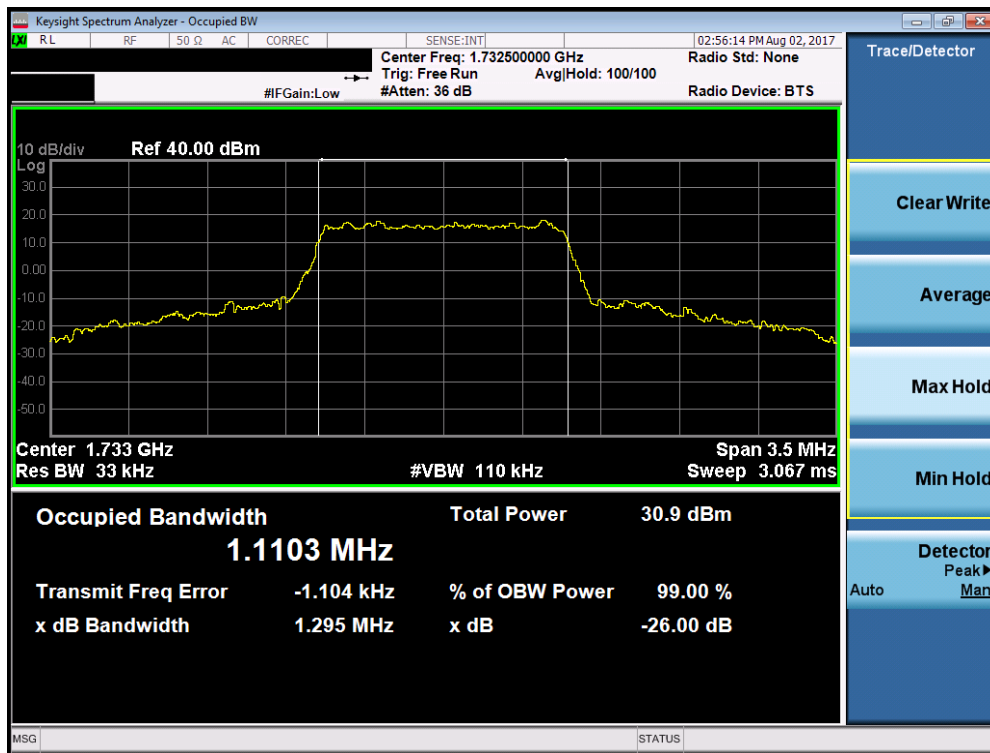 Keysight Spectrum Analyzer - Occupied BW
LXI RL RF 50 Ω AC CORREC SENSE:INT 02:56:14 PM Aug 02, 2017
Center Freq: 1.732500000 GHz Radio Std: None
Trig: Free Run Avg|Hold: 100/100
#IFGain:Low #Atten: 36 dB Radio Device: BTS
10 dB/div Ref 40.00 dBm
Log
30.0
20.0
10.0
0.00
-10.0
-20.0
-30.0
-40.0
-50.0
Center 1.733 GHz Span 3.5 MHz
Res BW 33 kHz #VBW 110 kHz Sweep 3.067 ms
Occupied Bandwidth Total Power 30.9 dBm
1.1103 MHz
Transmit Freq Error -1.104 kHz % of OBW Power 99.00 %
x dB Bandwidth 1.295 MHz x dB -26.00 dB
MSG STATUS
Trace/Detector
Clear Write
Average
Max Hold
Min Hold
Detector
Peak▶
Auto Man